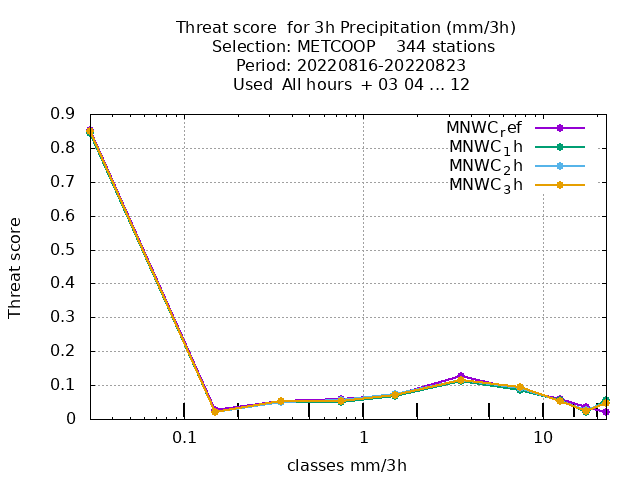 Threat score  for 3h Precipitation (mm/3h)
Selection: METCOOP    344 stations
Period: 20220816-20220823
Used  All hours  + 03 04 ... 12
MNWC_ref
MNWC_1h
MNWC_2h
MNWC_3h
0.9
0.8
0.7
0.6
0.5
0.4
0.3
0.2
0.1
0
Threat score
0.1 1 10
classes mm/3h